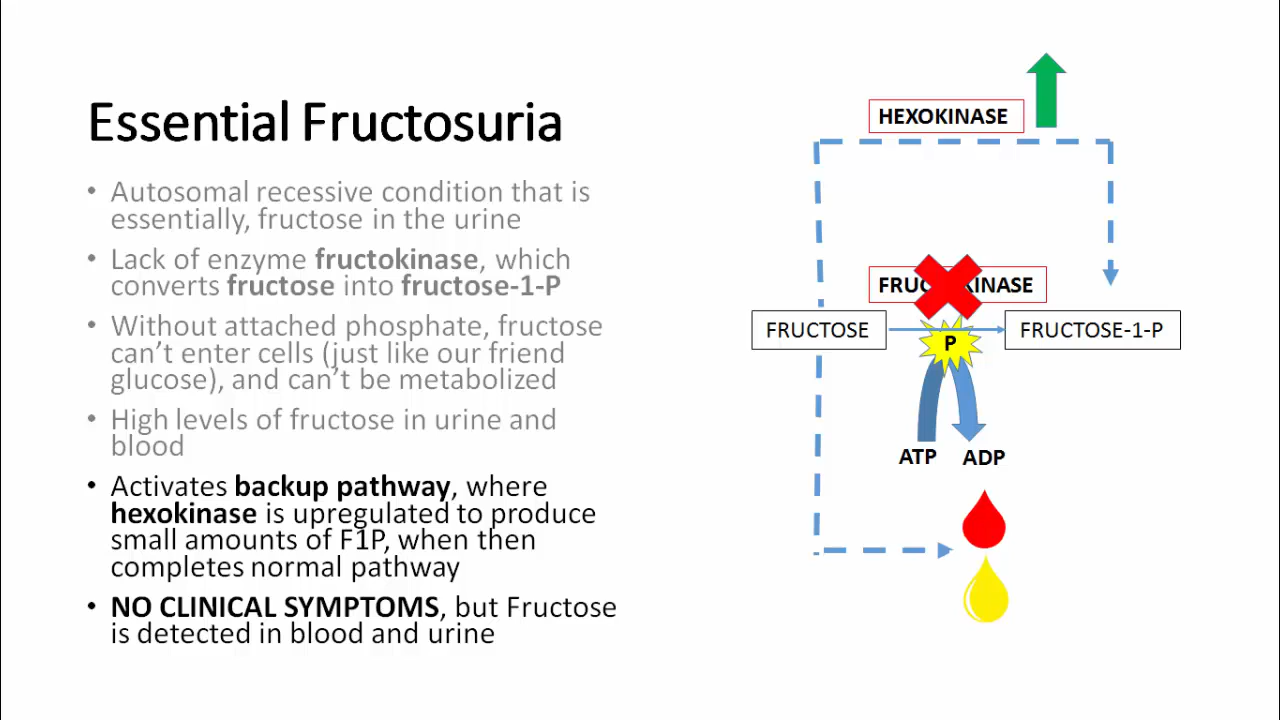 Essential Fructosuria
• Autosomal recessive condition that is
essentially, fructose in the urine
• Lack of enzyme fructokinase, which
converts fructose into fructose-1-P
• Without attached phosphate, fructose
can't enter cells (just like our friend
glucose), and can't be metabolized
• High levels of fructose in urine and
blood
• Activates backup pathway, where
hexokinase is upregulated to produce
small amounts of F1P, when then
completes normal pathway
• NO CLINICAL SYMPTOMS, but Fructose
is detected in blood and urine
HEXOKINASE
FRUCTOKINASE
FRUCTOSE
FRUCTOSE-1-P
P
ATP
ADP